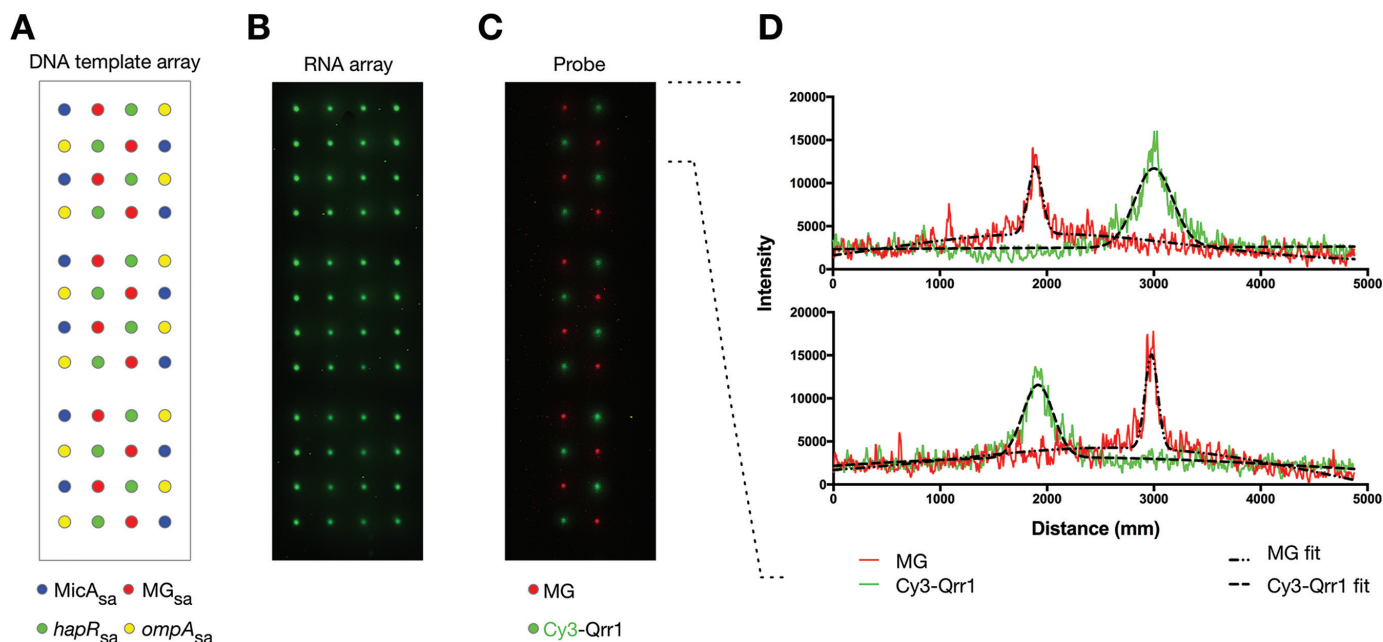 A
B
C
D
DNA template array
RNA array
Probe
MicAsa
MGsa
hapRsa
ompAsa
MG
Cy3-Qrr1
Intensity
20000
15000
10000
5000
0
0
1000
2000
3000
4000
5000
20000
15000
10000
5000
0
0
1000
2000
3000
4000
5000
Distance (mm)
MG
Cy3-Qrr1
MG fit
Cy3-Qrr1 fit